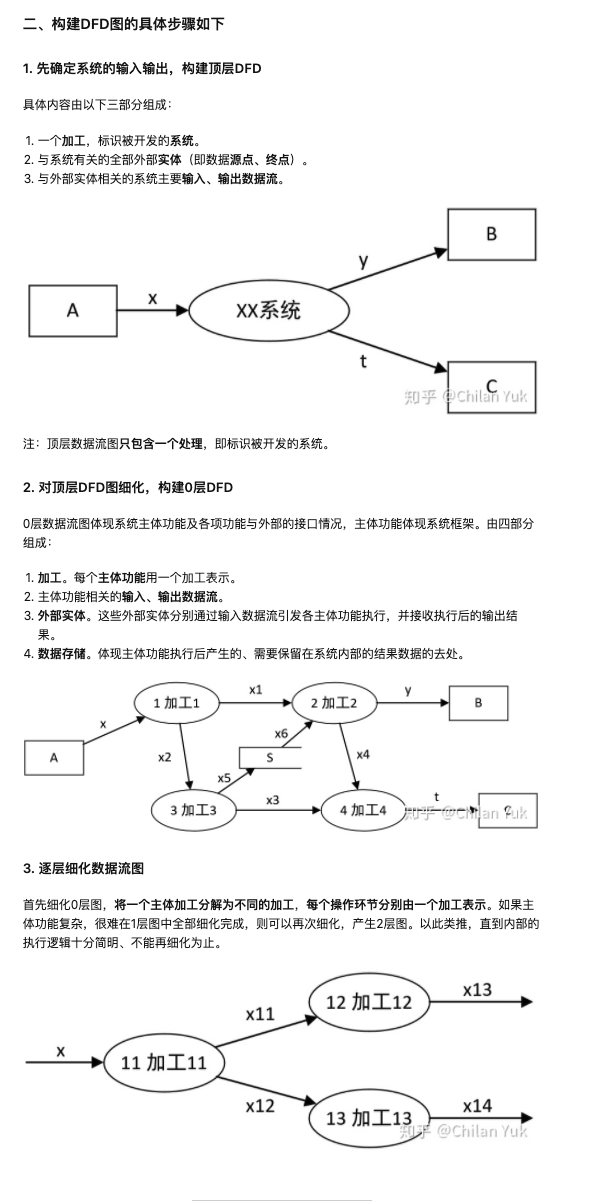 二、构建DFD图的具体步骤如下
1. 先确定系统的输入输出，构建顶层DFD
具体内容由以下三部分组成：
1. 一个加工，标识被开发的系统。
2. 与系统有关的全部外部实体（即数据源点、终点）。
3. 与外部实体相关的系统主要输入、输出数据流。
B
y
x
A
XX系统
t
C
知乎 @Chilan Yuk
注：顶层数据流图只包含一个处理，即标识被开发的系统。
2. 对顶层DFD图细化，构建0层DFD
0层数据流图体现系统主体功能及各项功能与外部的接口情况，主体功能体现系统框架。由四部分
组成：
1. 加工。每个主体功能用一个加工表示。
2. 主体功能相关的输入、输出数据流。
3. 外部实体。这些外部实体分别通过输入数据流引发各主体功能执行，并接收执行后的输出结
果。
4. 数据存储。体现主体功能执行后产生的、需要保留在系统内部的结果数据的去处。
x1
y
1 加工1
2 加工2
B
x
x6
A
x2
S
x4
x5
x3
t
3 加工3
4 加工4
C
知乎 @Chilan Yuk
3. 逐层细化数据流图
首先细化0层图，将一个主体加工分解为不同的加工，每个操作环节分别由一个加工表示。如果主
体功能复杂，很难在1层图中全部细化完成，则可以再次细化，产生2层图。以此类推，直到内部的
执行逻辑十分简明、不能再细化为止。
x13
12 加工12
x11
x
11 加工11
x12
x14
13 加工13
知乎 @Chilan Yuk